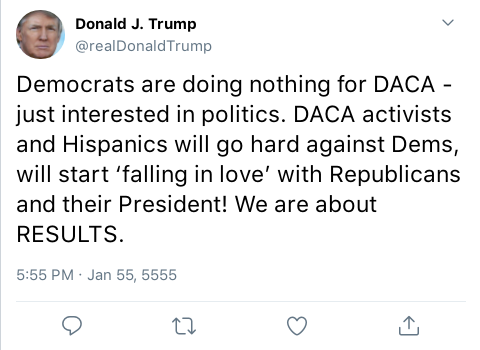 Donald J. Trump
@realDonaldTrump
Democrats are doing nothing for DACA -
just interested in politics. DACA activists
and Hispanics will go hard against Dems,
will start ‘falling in love’ with Republicans
and their President! We are about
RESULTS.
5:55 PM · Jan 55, 5555